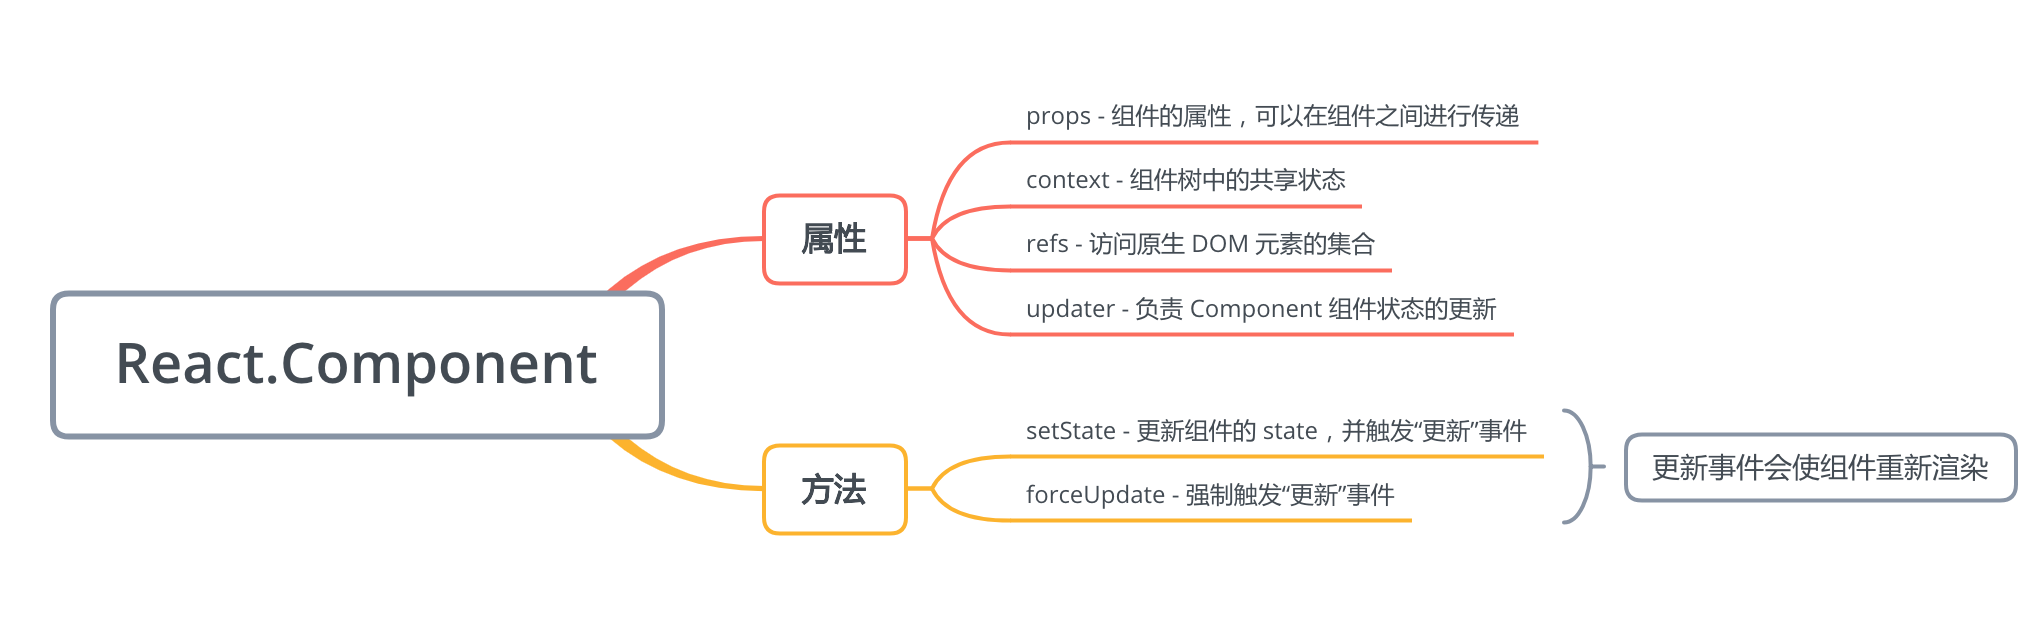 React.Component
属性
props - 组件的属性，可以在组件之间进行传递
context - 组件树中的共享状态
refs - 访问原生 DOM 元素的集合
updater - 负责 Component 组件状态的更新
方法
setState - 更新组件的 state，并触发“更新”事件
forceUpdate - 强制触发“更新”事件
更新事件会使组件重新渲染